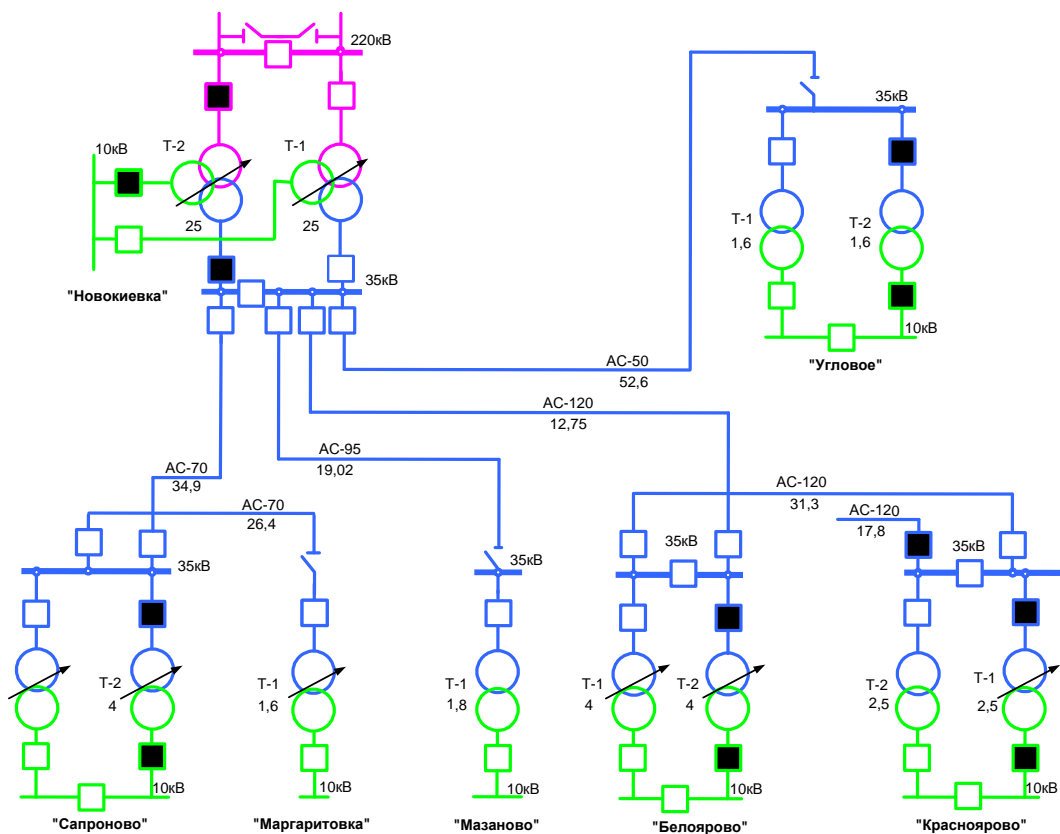 220кВ
10кВ
Т-2
Т-1
25
25
35кВ
"Новокиевка"
35кВ
Т-1
1,6
Т-2
1,6
10кВ
"Угловое"
АС-50
52,6
АС-120
12,75
АС-95
19,02
АС-70
34,9
АС-70
26,4
АС-120
31,3
АС-120
17,8
35кВ
Т-2
4
10кВ
"Сапроново"
Т-1
1,6
10кВ
"Маргаритовка"
35кВ
Т-1
1,8
10кВ
"Мазаново"
35кВ
Т-1
4
Т-2
4
10кВ
"Белоярово"
35кВ
Т-2
2,5
Т-1
2,5
10кВ
"Красноярово"